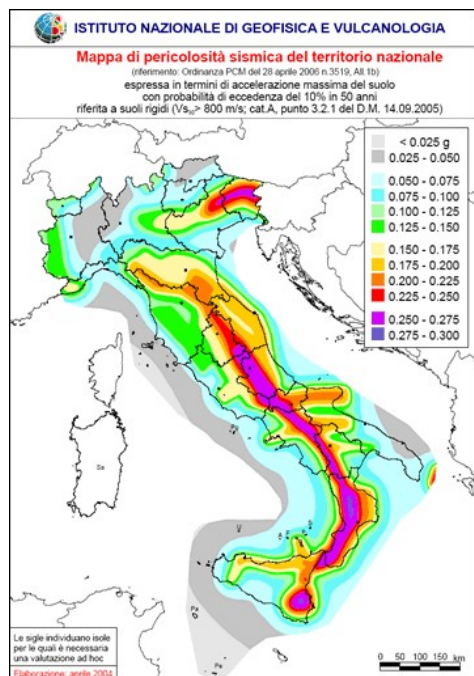 ISTITUTO NAZIONALE DI GEOFISICA E VULCANOLOGIA
Mappa di pericolosità sismica del territorio nazionale
(riferimento: Ordinanza PCM del 28 aprile 2006 n.3519, All.1b)
espressa in termini di accelerazione massima del suolo
con probabilità di eccedenza del 10% in 50 anni
riferita a suoli rigidi (Vs30> 800 m/s; cat.A, punto 3.2.1 del D.M. 14.09.2005)
< 0.025 g
0.025 - 0.050
0.050 - 0.075
0.075 - 0.100
0.100 - 0.125
0.125 - 0.150
0.150 - 0.175
0.175 - 0.200
0.200 - 0.225
0.225 - 0.250
0.250 - 0.275
0.275 - 0.300
Sa
U
Pa
Pe
Le sigle individuano isole
per le quali è necessaria
una valutazione ad hoc
Elaborazione: aprile 2004
0 50 100 150
km